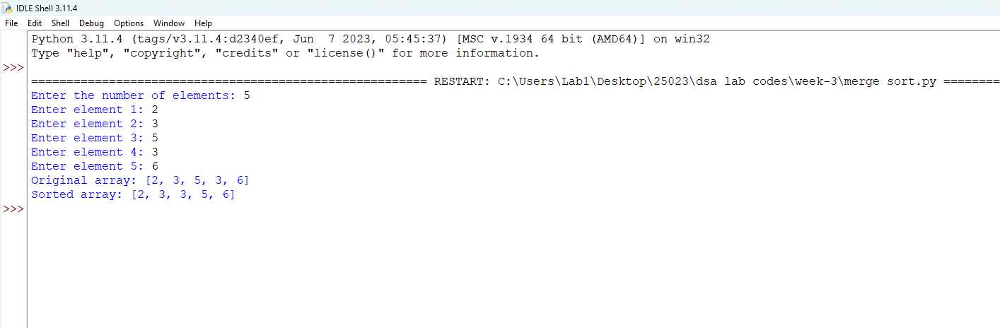 IDLE Shell 3.11.4
File Edit Shell Debug Options Window Help
Python 3.11.4 (tags/v3.11.4:d2340ef, Jun  7 2023, 05:45:37) [MSC v.1934 64 bit (AMD64)] on win32
Type "help", "copyright", "credits" or "license()" for more information.
>>>
======================================================== RESTART: C:\Users\Lab1\Desktop\25023\dsa lab codes\week-3\merge sort.py ========
Enter the number of elements: 5
Enter element 1: 2
Enter element 2: 3
Enter element 3: 5
Enter element 4: 3
Enter element 5: 6
Original array: [2, 3, 5, 3, 6]
Sorted array: [2, 3, 3, 5, 6]
>>>